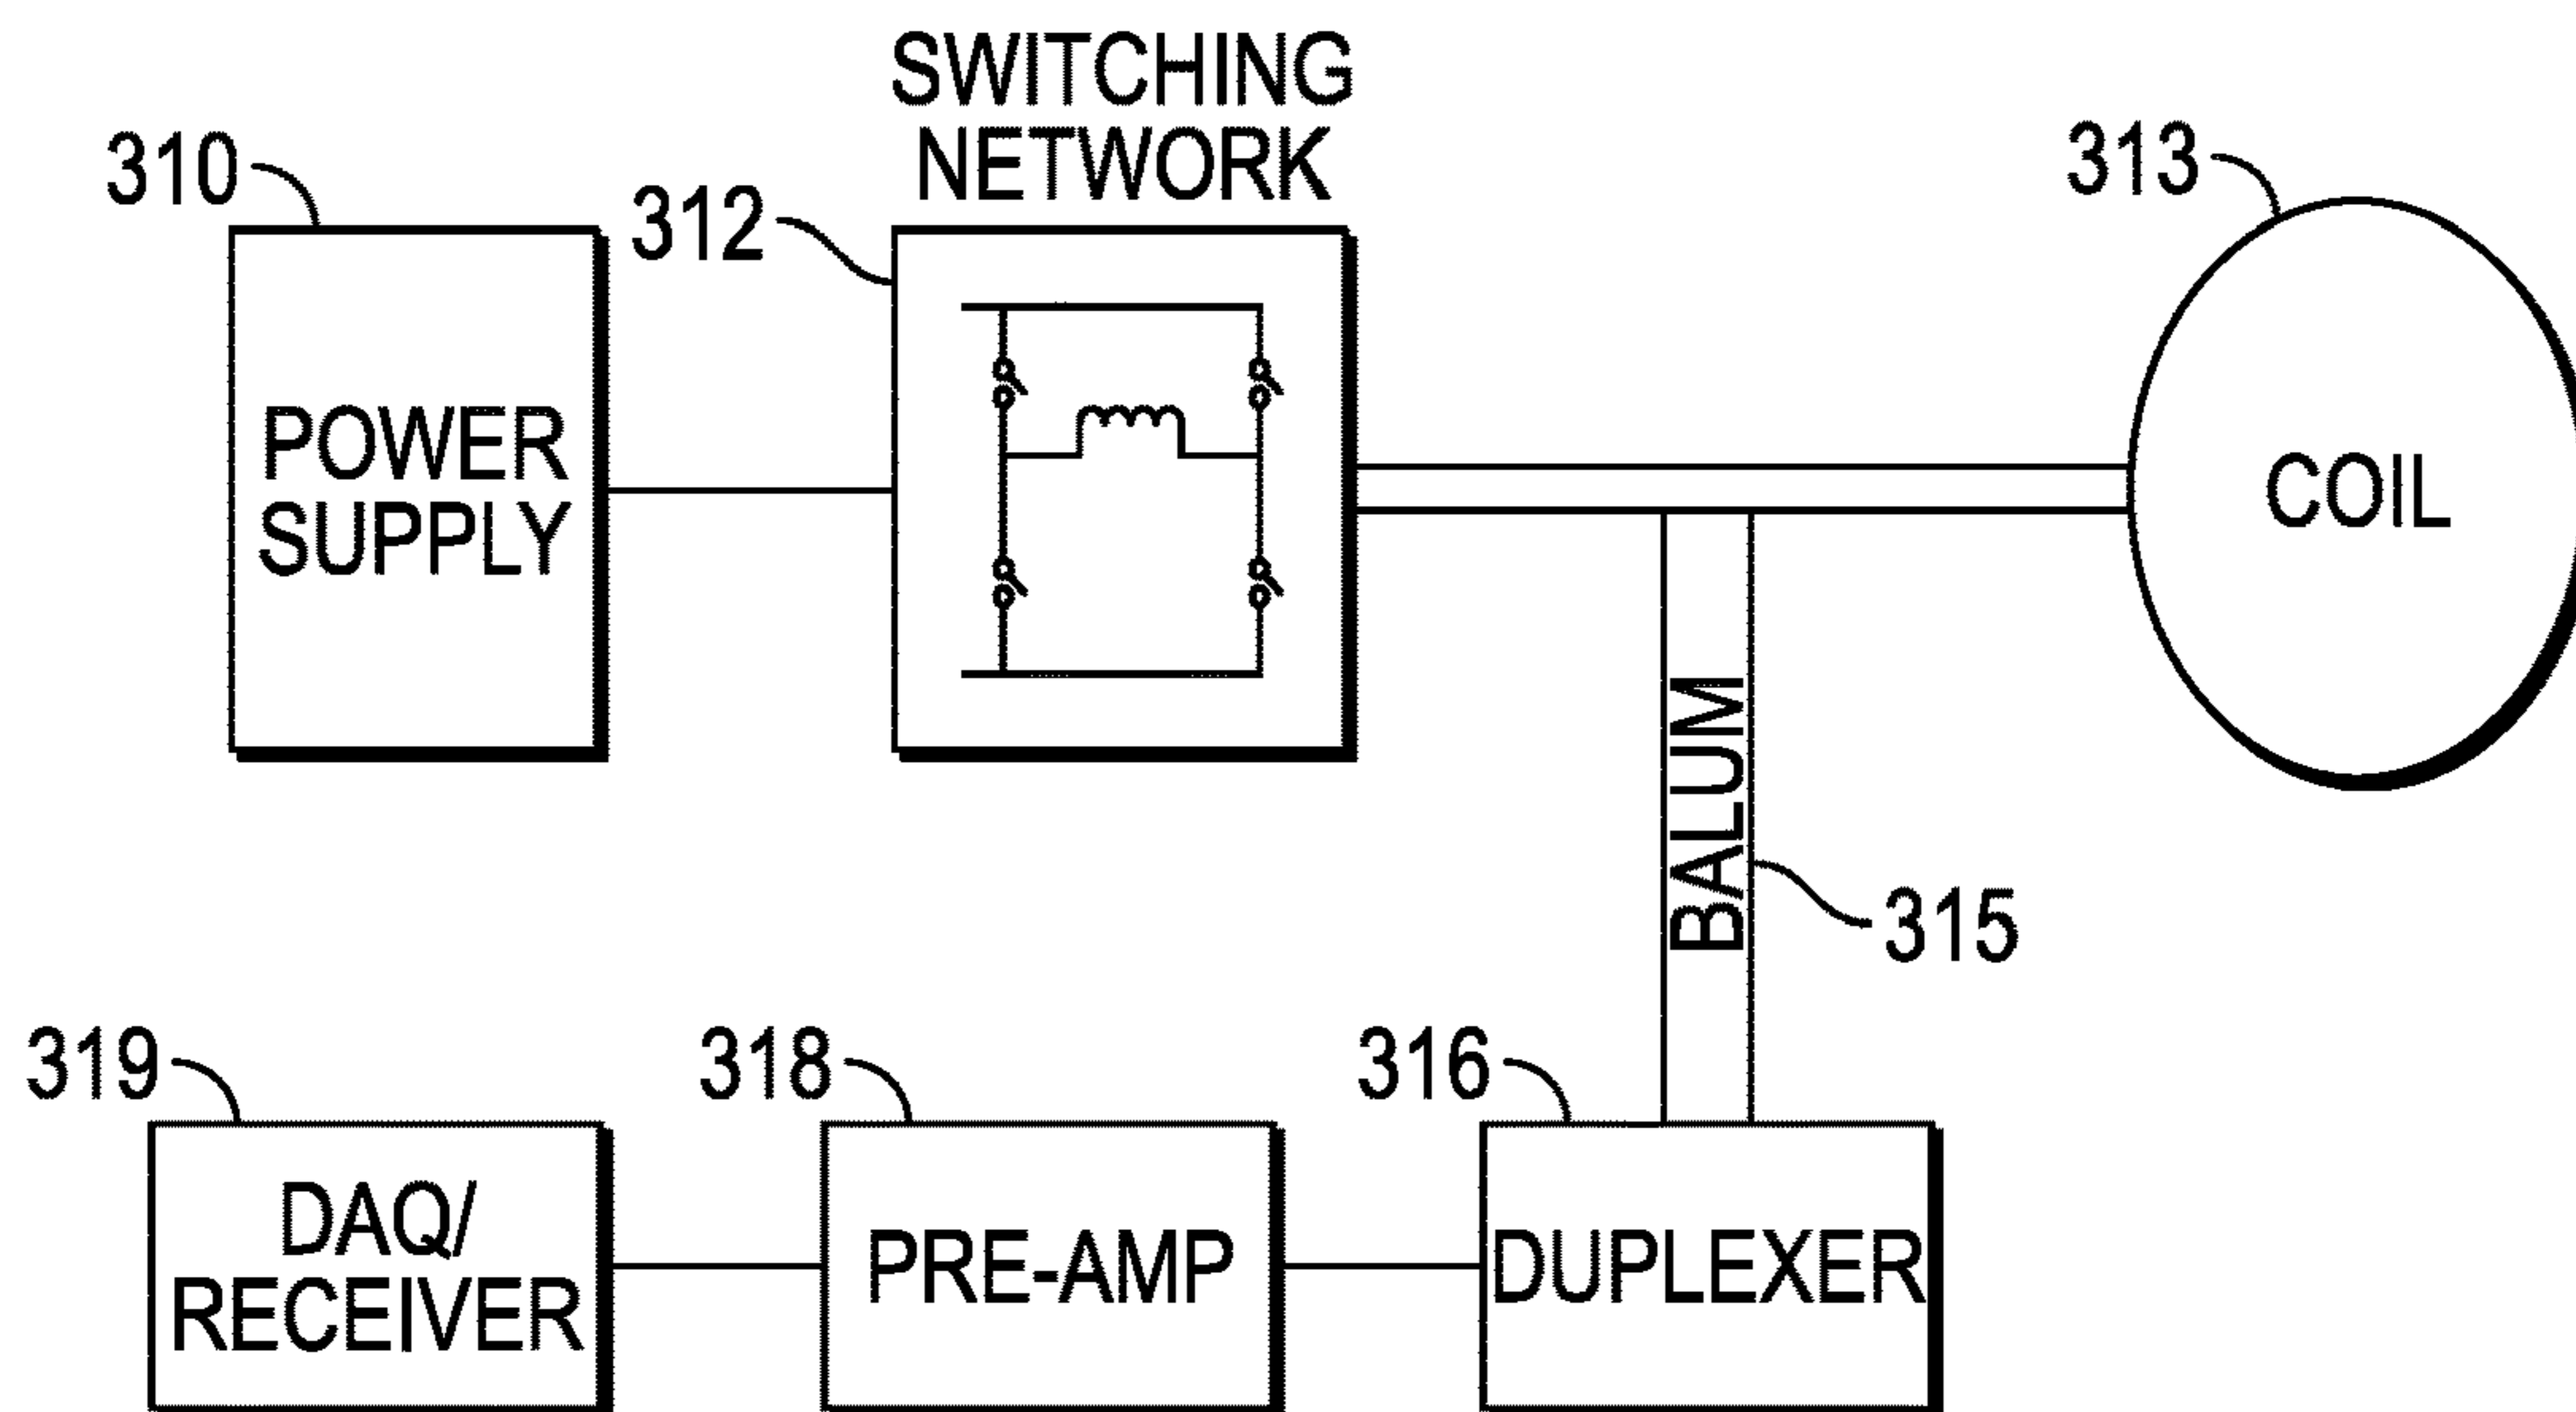 SWITCHING
NETWORK
310
312
313
POWER
SUPPLY
COIL
BALUM
315
319
318
316
DAQ/
RECEIVER
PRE-AMP
DUPLEXER